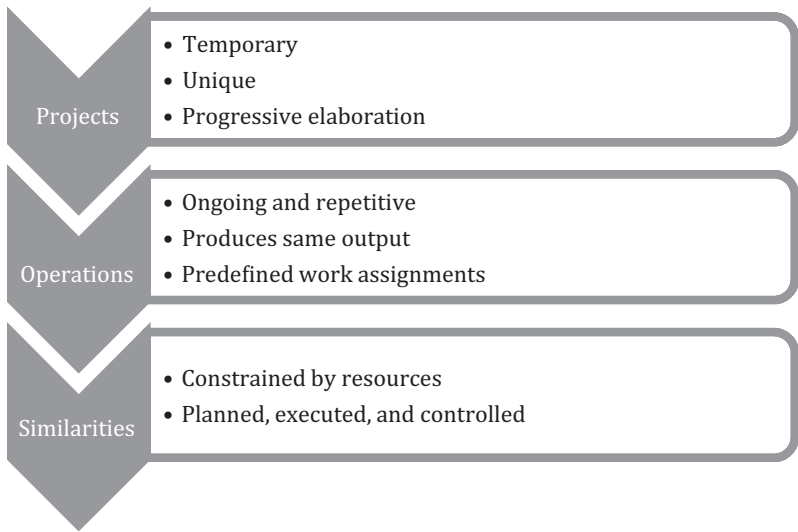 Projects
• Temporary
• Unique
• Progressive elaboration
Operations
• Ongoing and repetitive
• Produces same output
• Predefined work assignments
Similarities
• Constrained by resources
• Planned, executed, and controlled